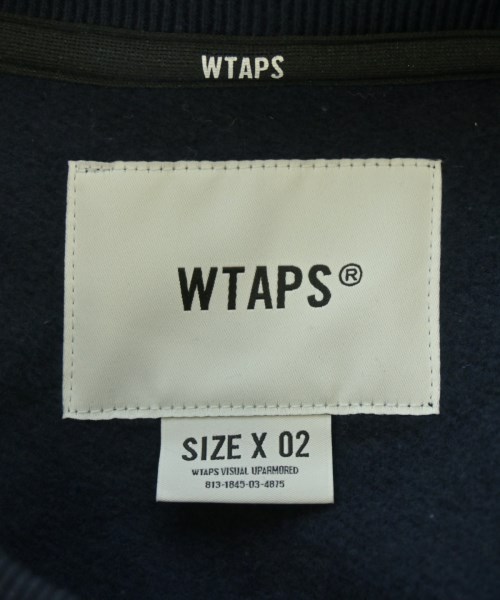 WTAPS
WTAPS®
SIZE X 02
WTAPS VISUAL UPARMORED
813-1845-03-4875